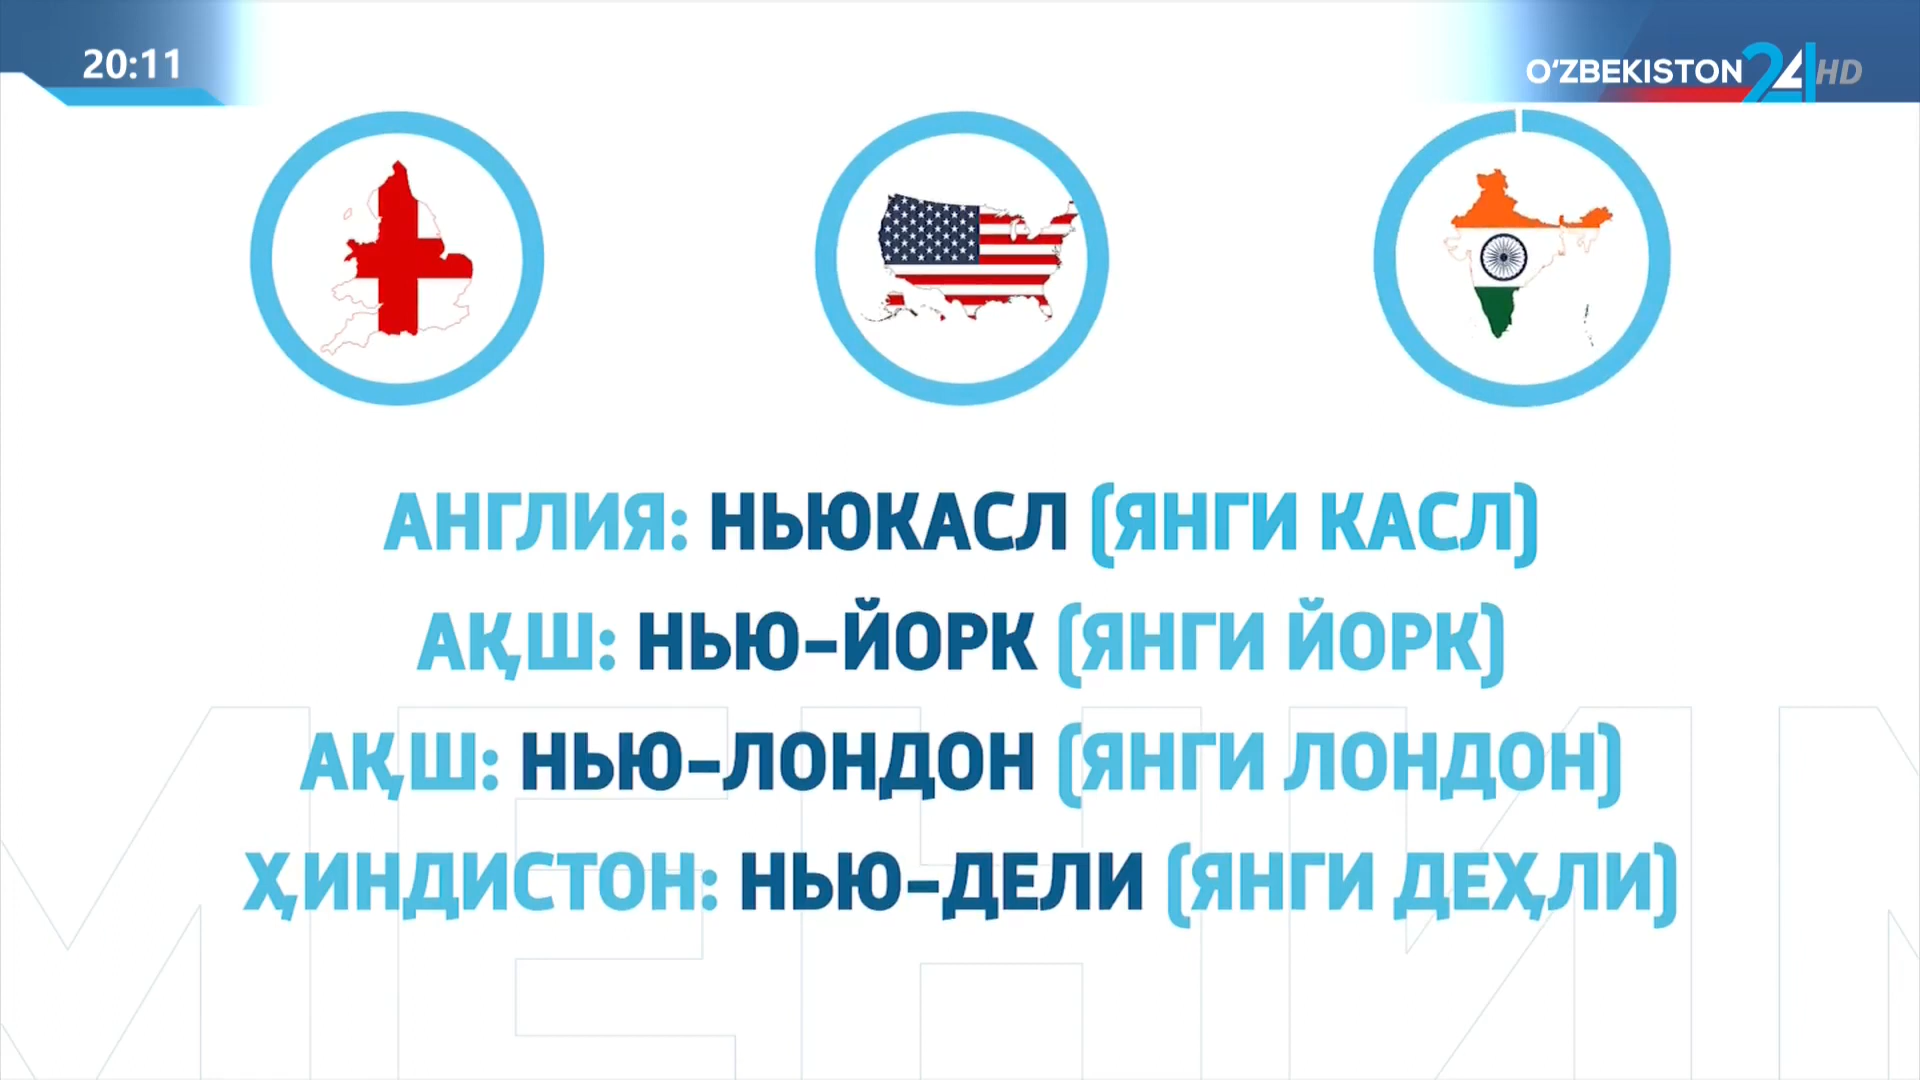 20:11
O‘ZBEKISTON 24 HD
АНГЛИЯ: НЬЮКАСЛ (ЯНГИ КАСЛ)
АҚШ: НЬЮ-ЙОРК (ЯНГИ ЙОРК)
АҚШ: НЬЮ-ЛОНДОН (ЯНГИ ЛОНДОН)
ҲИНДИСТОН: НЬЮ-ДЕЛИ (ЯНГИ ДЕҲЛИ)